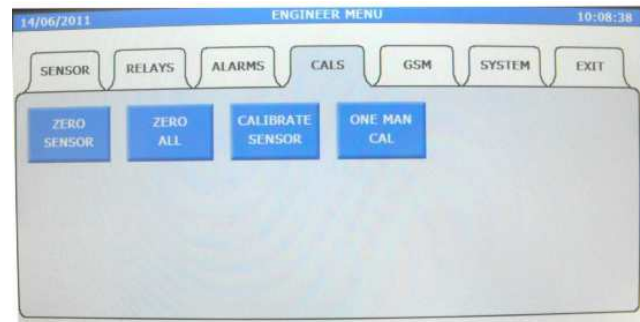 14/06/2011 ENGINEER MENU 10:08:38
SENSOR RELAYS ALARMS CALS GSM SYSTEM EXIT
ZERO SENSOR
ZERO ALL
CALIBRATE SENSOR
ONE MAN CAL